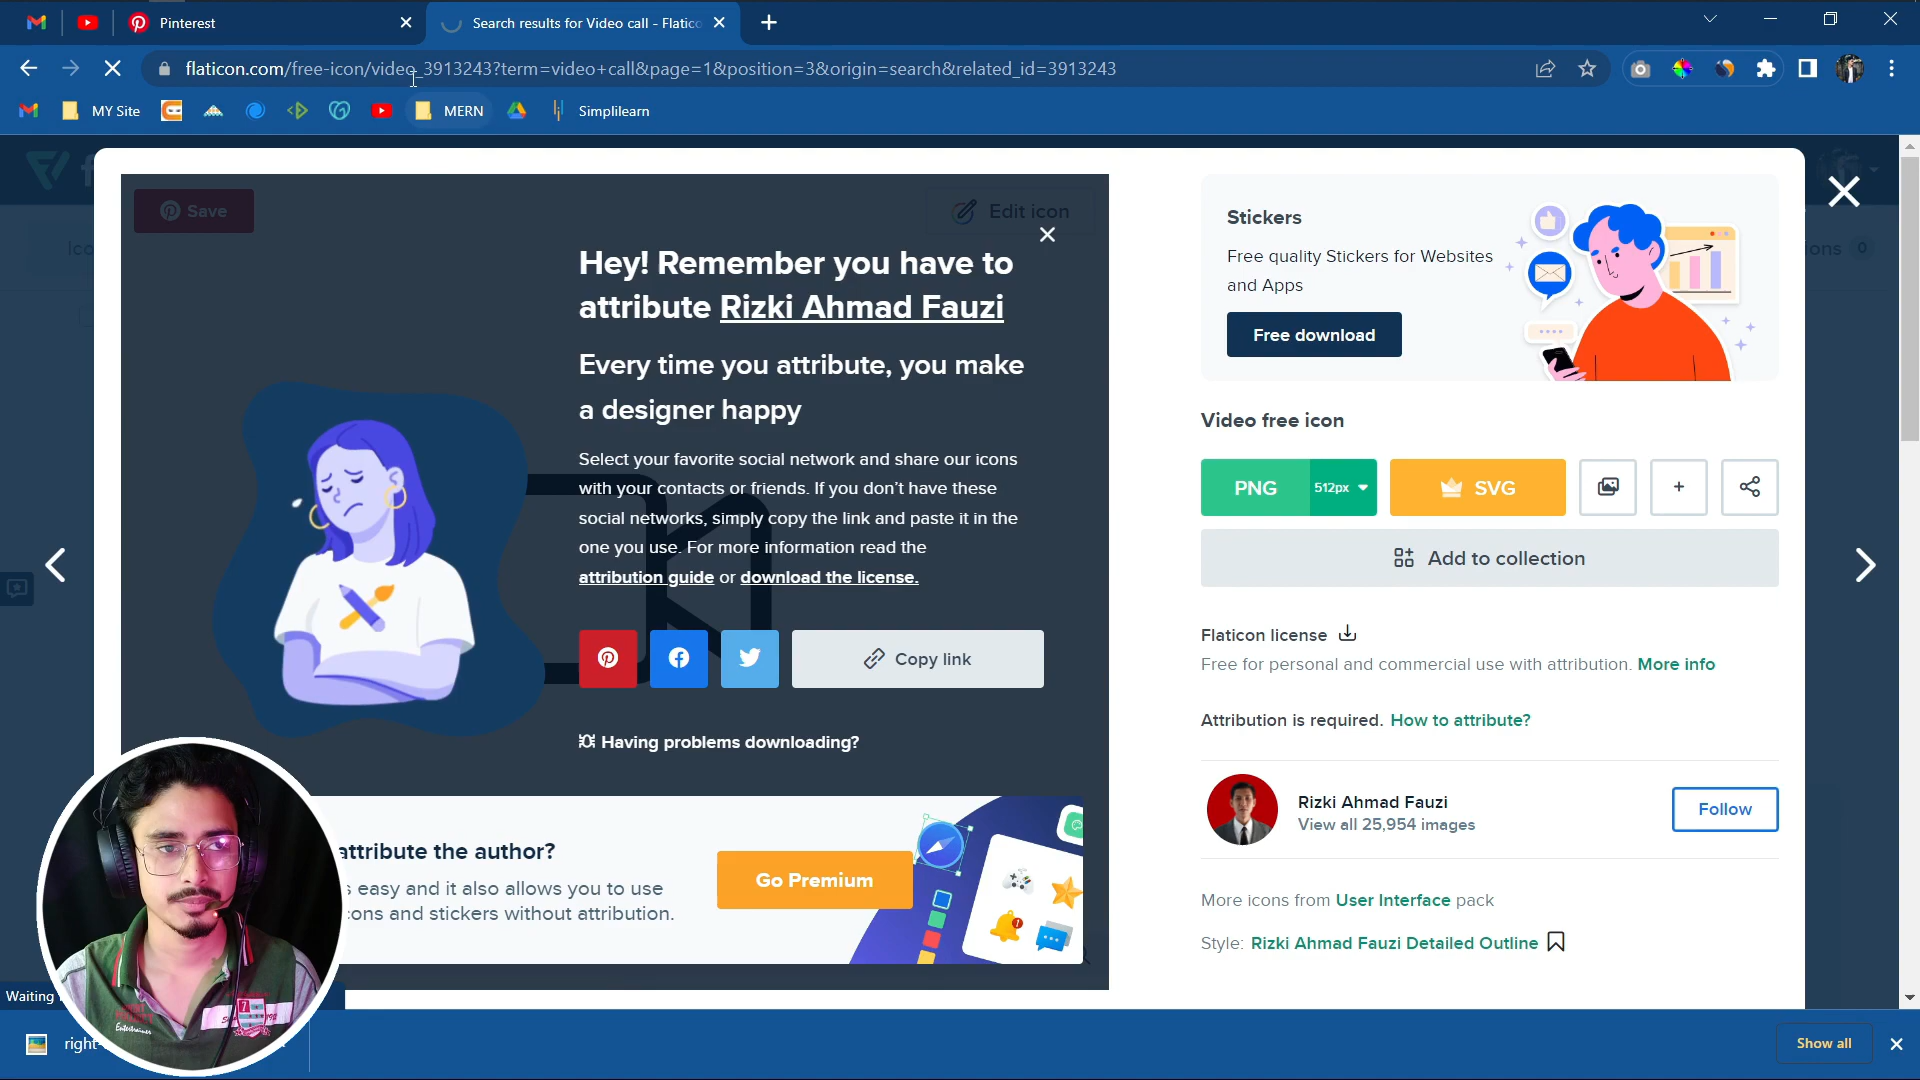 Pinterest
Search results for Video call - Flatico
flaticon.com/free-icon/video_3913243?term=video+call&page=1&position=3&origin=search&related_id=3913243
MY Site
MERN
Simplilearn
Save
Edit icon
Hey! Remember you have to
attribute Rizki Ahmad Fauzi
Every time you attribute, you make
a designer happy
Select your favorite social network and share our icons
with your contacts or friends. If you don't have these
social networks, simply copy the link and paste it in the
one you use. For more information read the
attribution guide or download the license.
Copy link
Having problems downloading?
attribute the author?
easy and it also allows you to use
cons and stickers without attribution.
Go Premium
Stickers
Free quality Stickers for Websites
and Apps
Free download
Video free icon
PNG
512px
SVG
+
Add to collection
Flaticon license
Free for personal and commercial use with attribution. More info
Attribution is required. How to attribute?
Rizki Ahmad Fauzi
View all 25,954 images
Follow
More icons from User Interface pack
Style: Rizki Ahmad Fauzi Detailed Outline
ions 0
Ico
Waiting
right-
Show all